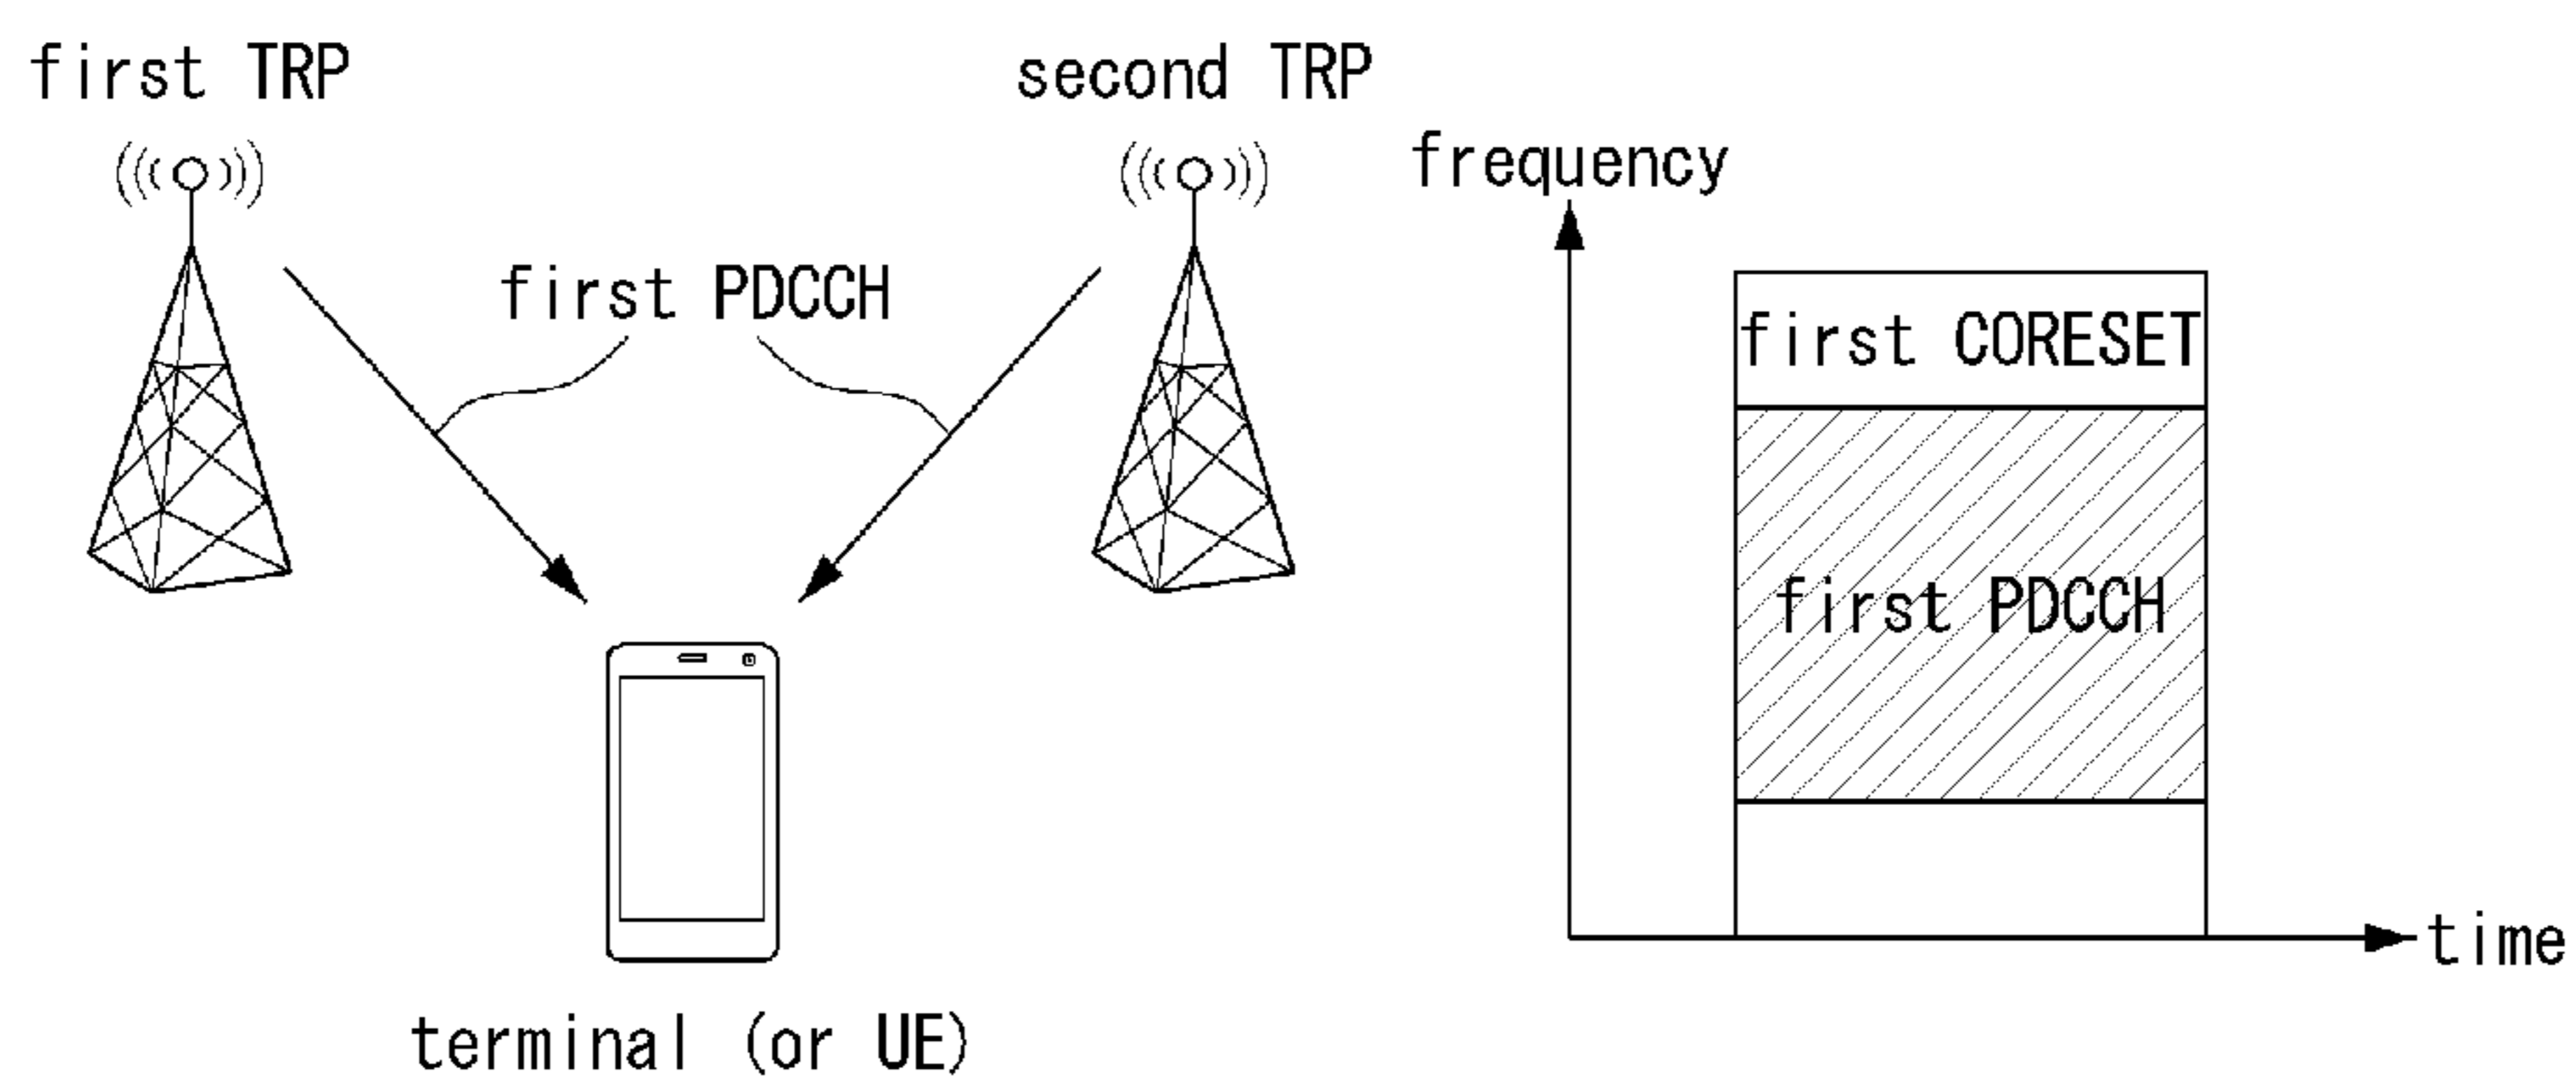 first TRP
second TRP
first PDCCH
terminal (or UE)
frequency
first CORESET
first PDCCH
time